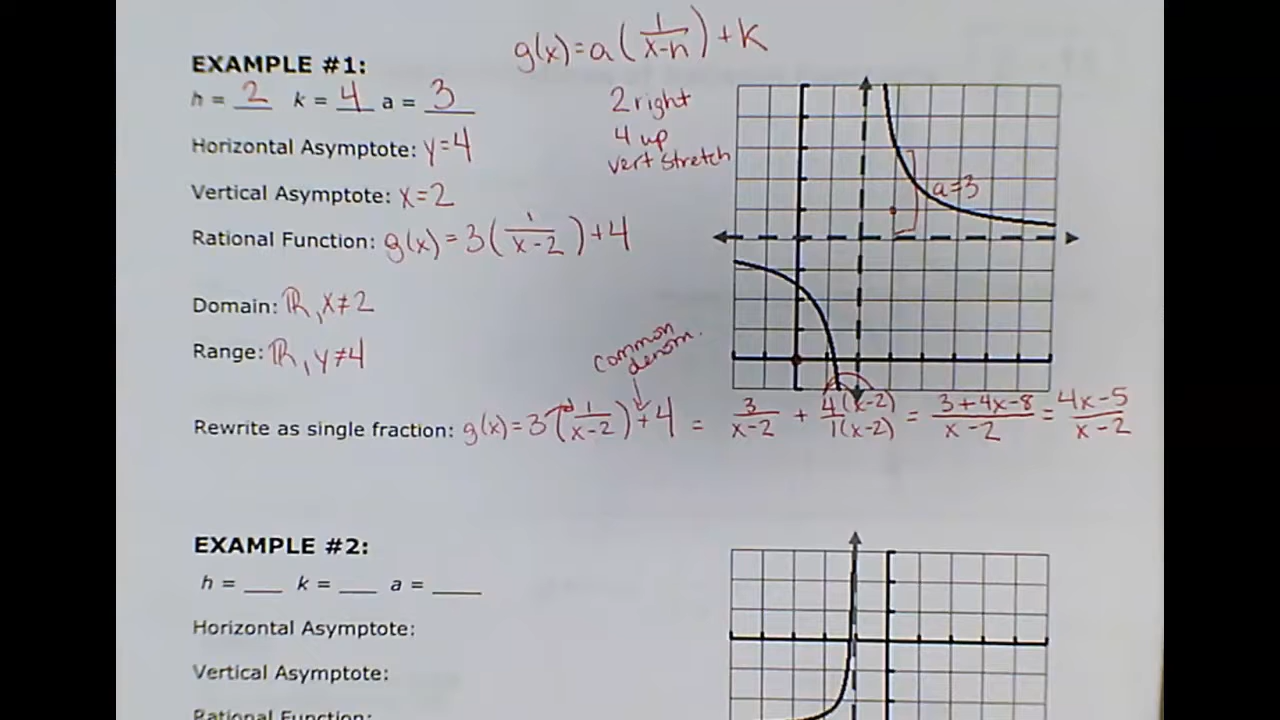 g(x)=a(1/(x-h))+k
EXAMPLE #1:
h = 2 k = 4 a = 3
2 right
4 up
vert stretch
Horizontal Asymptote: y=4
a=3
Vertical Asymptote: x=2
Rational Function: g(x)=3(1/(x-2))+4
Domain: ℝ, x≠2
common
denom.
Range: ℝ, y≠4
Rewrite as single fraction: g(x)=3(1/(x-2))+4 = 3/(x-2) + 4(x-2)/1(x-2) = (3+4x-8)/(x-2) = (4x-5)/(x-2)
EXAMPLE #2:
h = ___ k = ___ a = ____
Horizontal Asymptote:
Vertical Asymptote:
Rational Function: